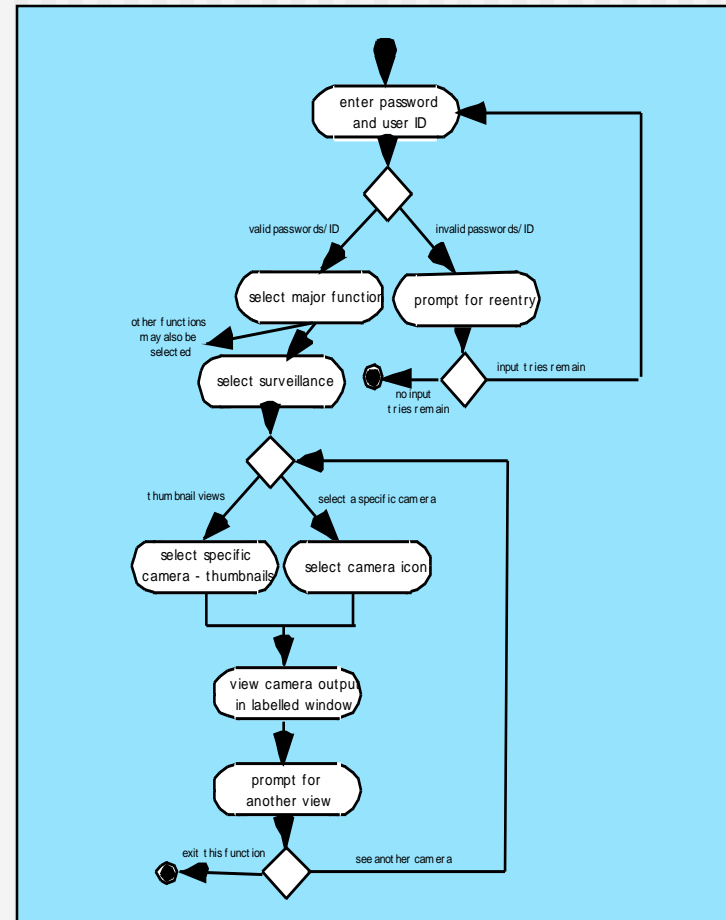 enter password
and user ID
valid passwords/ID
invalid passwords/ID
select major function
prompt for reentry
other functions
may also be
selected
input tries remain
no input
tries remain
select surveillance
thumbnail views
select a specific camera
select specific
camera - thumbnails
select camera icon
view camera output
in labelled window
prompt for
another view
exit this function
see another camera